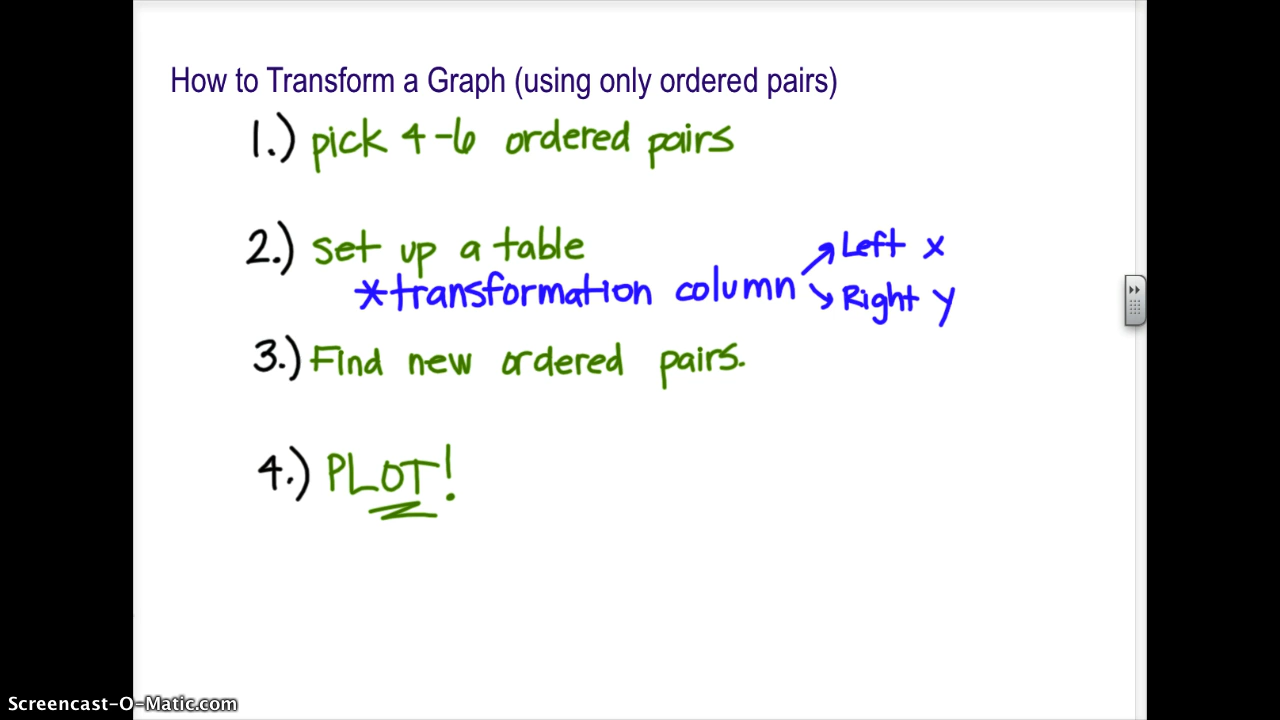 How to Transform a Graph (using only ordered pairs)
1.) pick 4-6 ordered pairs
2.) set up a table
*transformation column
Left x
Right y
3.) Find new ordered pairs.
4.) PLOT!
Screencast-O-Matic.com